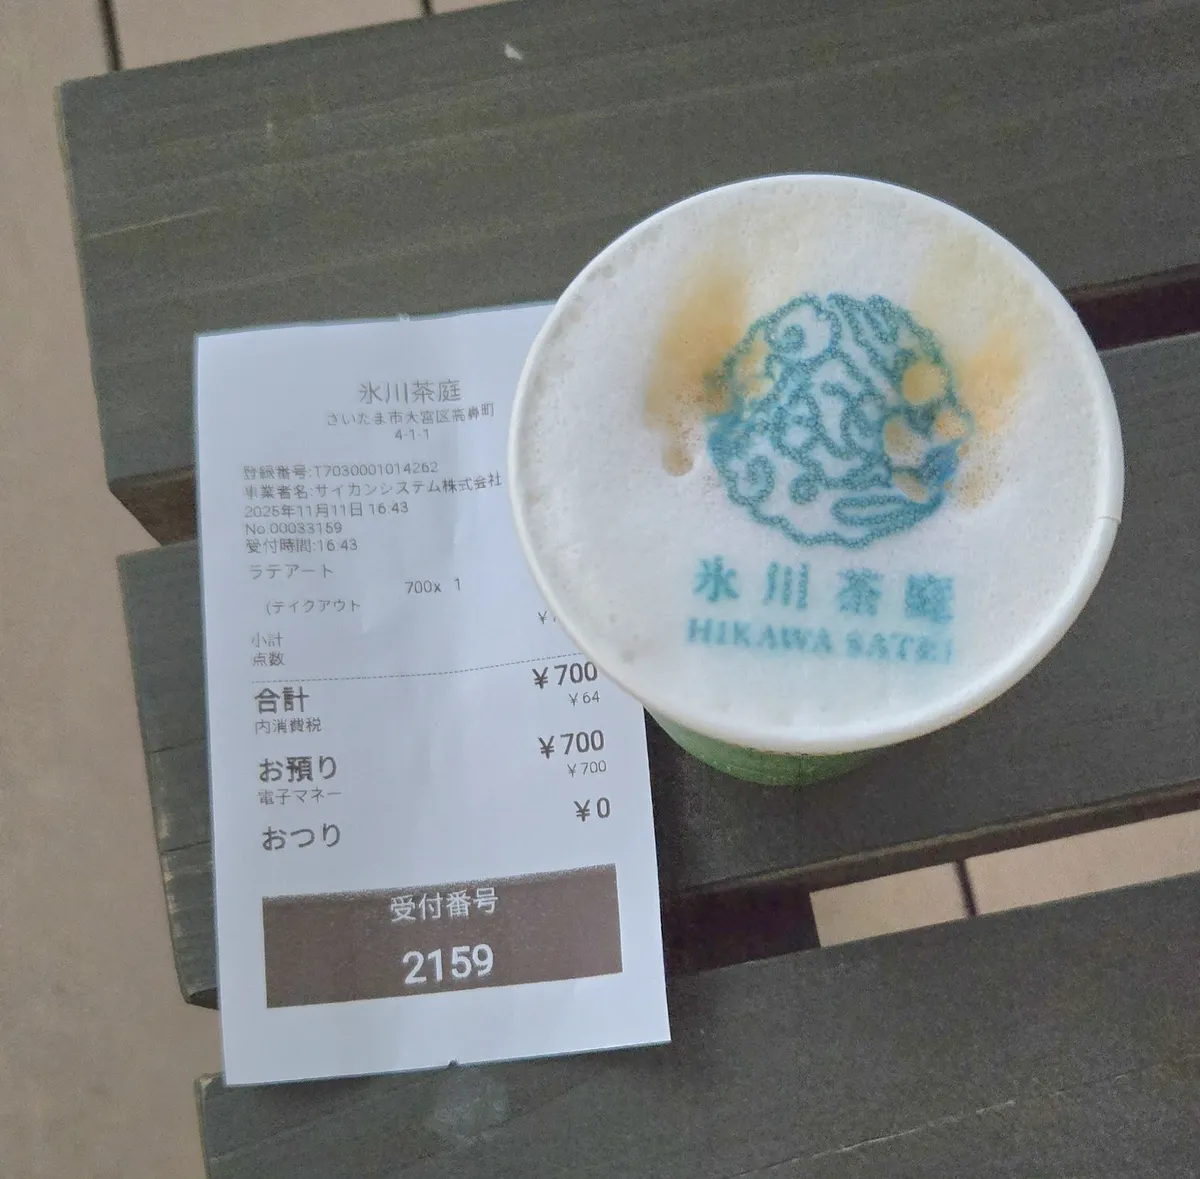 氷川茶庭
さいたま市大宮区高鼻町
4-1-1
登録番号:T7030001014262
事業者名:サイカンシステム株式会社
2025年11月11日 16:43
No.00033159
受付時間:16:43
ラテアート
700x 1
(テイクアウト
小計
点数
合計 ¥700
内消費税 ¥64
お預り ¥700
電子マネー ¥700
おつり ¥0
受付番号
2159
氷川茶庭
HIKAWA SATEI